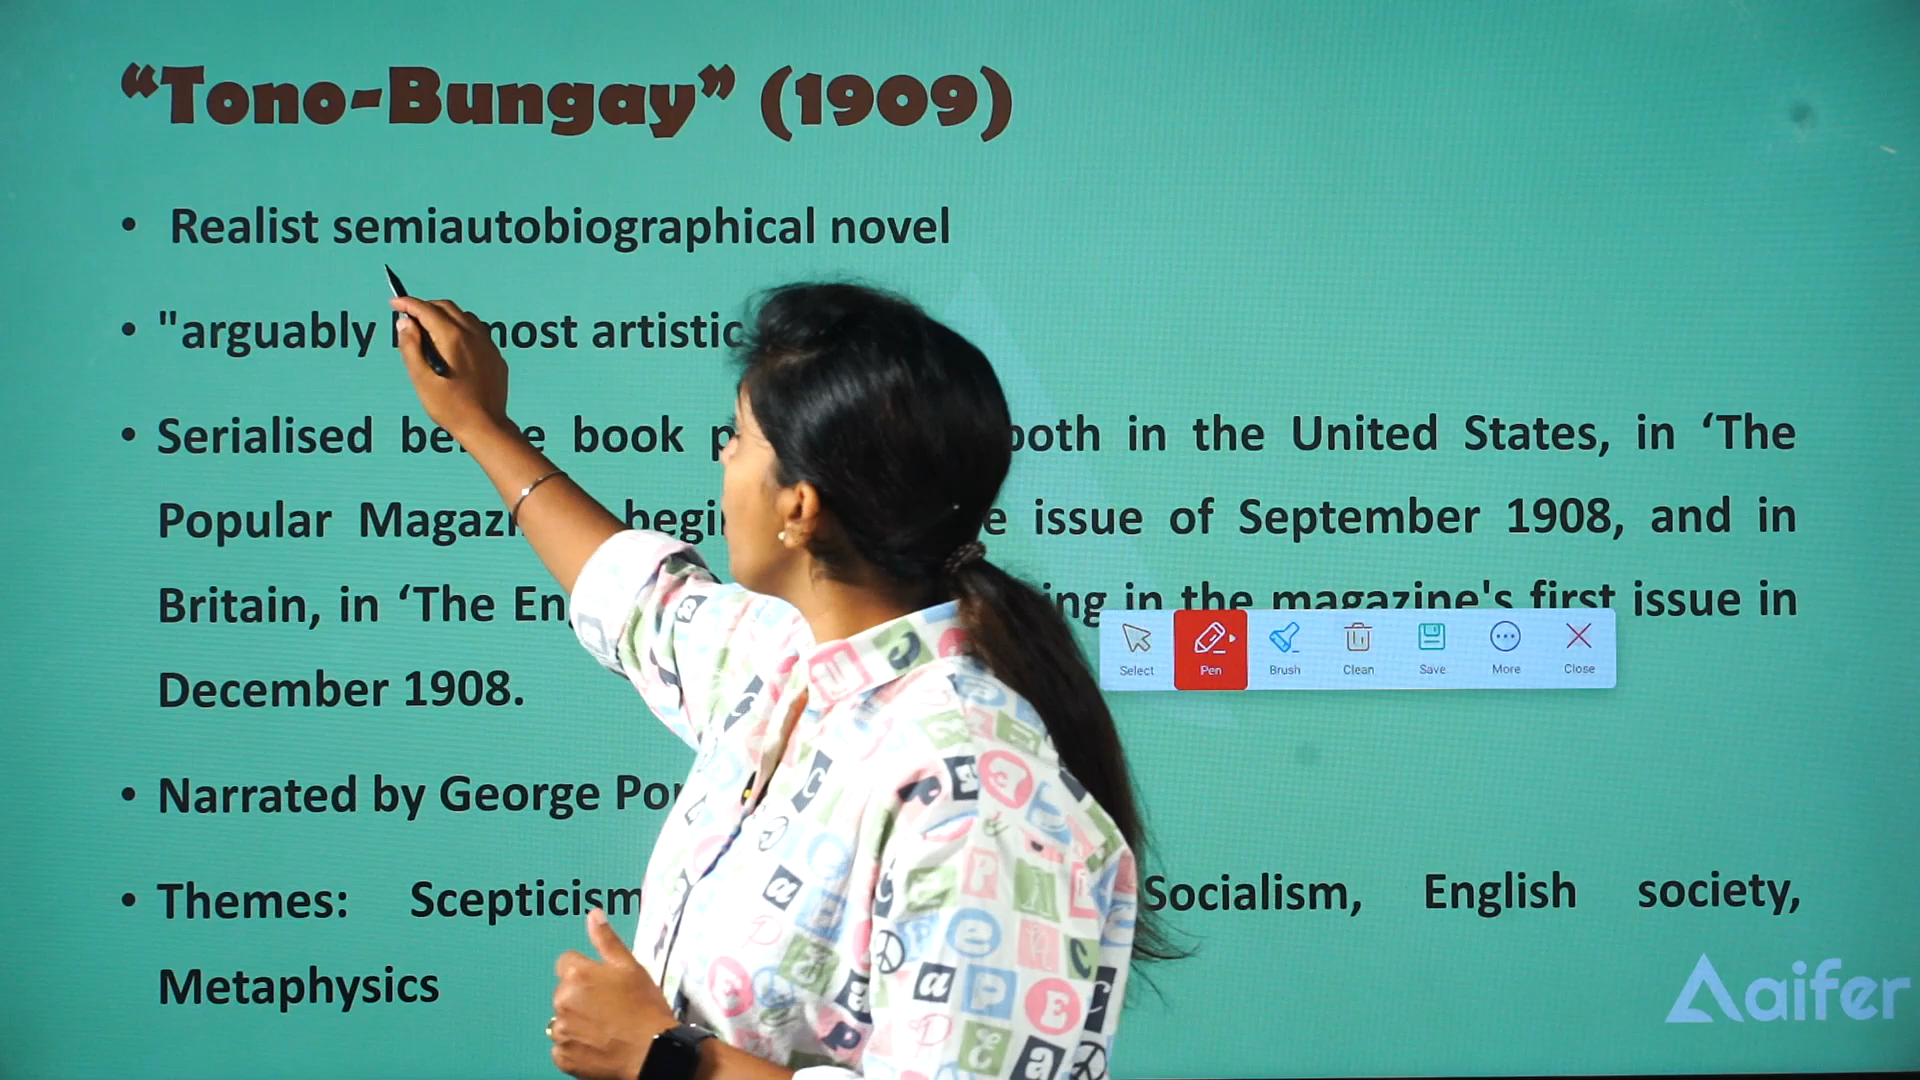 “Tono-Bungay” (1909)
• Realist semiautobiographical novel
• "arguably most artistic
• Serialised book both in the United States, in ‘The
Popular issue of September 1908, and in
Britain, in ‘The in the magazine's first issue in
December 1908.
• Narrated by George
• Themes: Scepticism Socialism, English society,
Metaphysics
Select Pen Brush Clean Save More Close
aifer